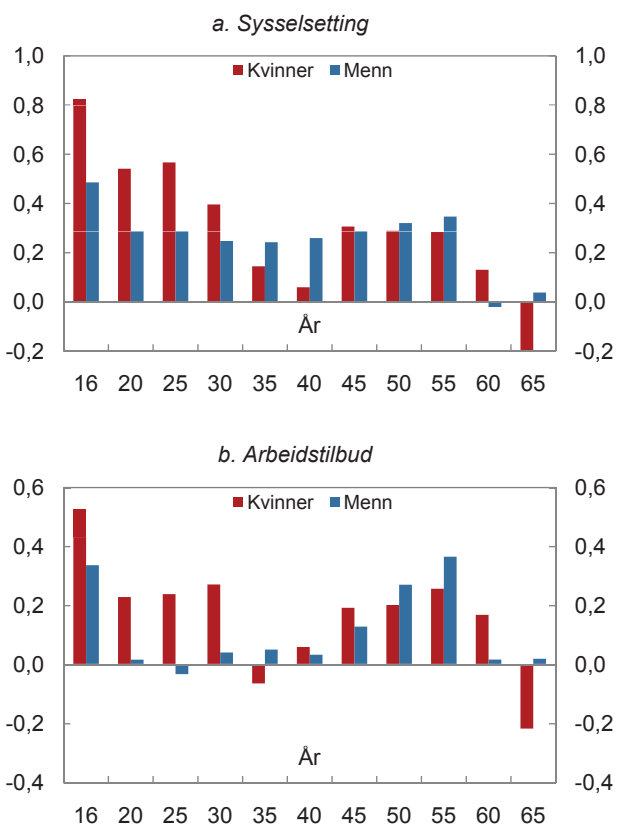 a. Sysselsetting
1,0 1,0
Kvinner Menn
0,8 0,8
0,6 0,6
0,4 0,4
0,2 0,2
0,0 0,0
År
-0,2 -0,2
16 20 25 30 35 40 45 50 55 60 65
b. Arbeidstilbud
0,6 0,6
Kvinner Menn
0,4 0,4
0,2 0,2
0,0 0,0
-0,2 -0,2
År
-0,4 -0,4
16 20 25 30 35 40 45 50 55 60 65